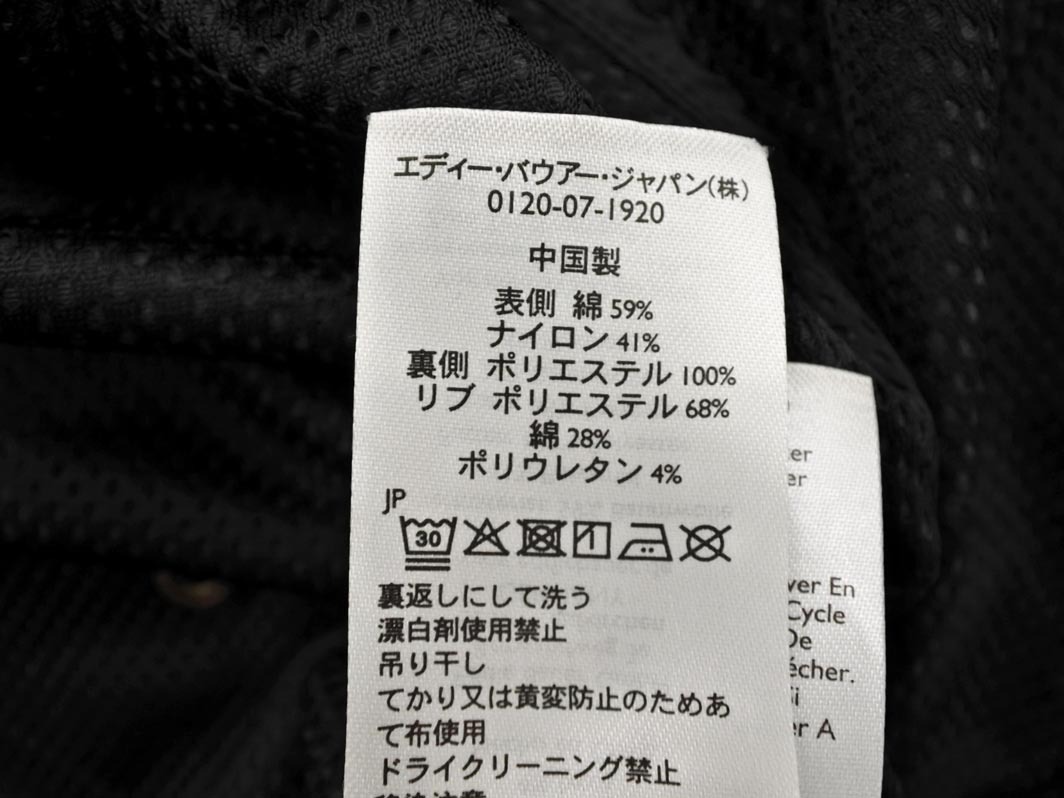 エディー・バウアー・ジャパン(株)
0120-07-1920
中国製
表側 綿 59%
ナイロン 41%
裏側 ポリエステル 100%
リブ ポリエステル 68%
綿 28%
ポリウレタン 4%
JP
30
裏返しにして洗う
漂白剤使用禁止
吊り干し
てかり又は黄変防止のためあ
て布使用
ドライクリーニング禁止
er
er
ver En
Cycle
De
écher.
er A